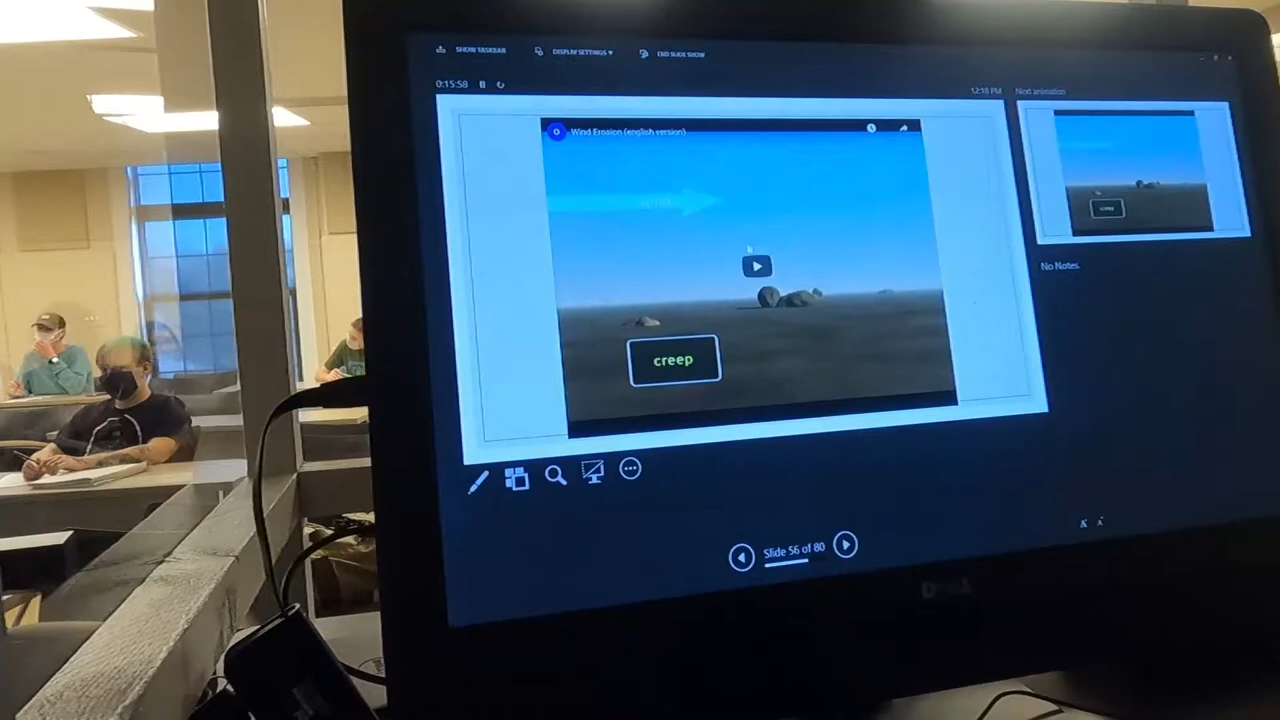 SHOW TASKBAR
DISPLAY SETTINGS
END SLIDE SHOW
0:15:58
12:18 PM
Next animation
Wind Erosion (english version)
creep
creep
No Notes.
Slide 56 of 80
DELL